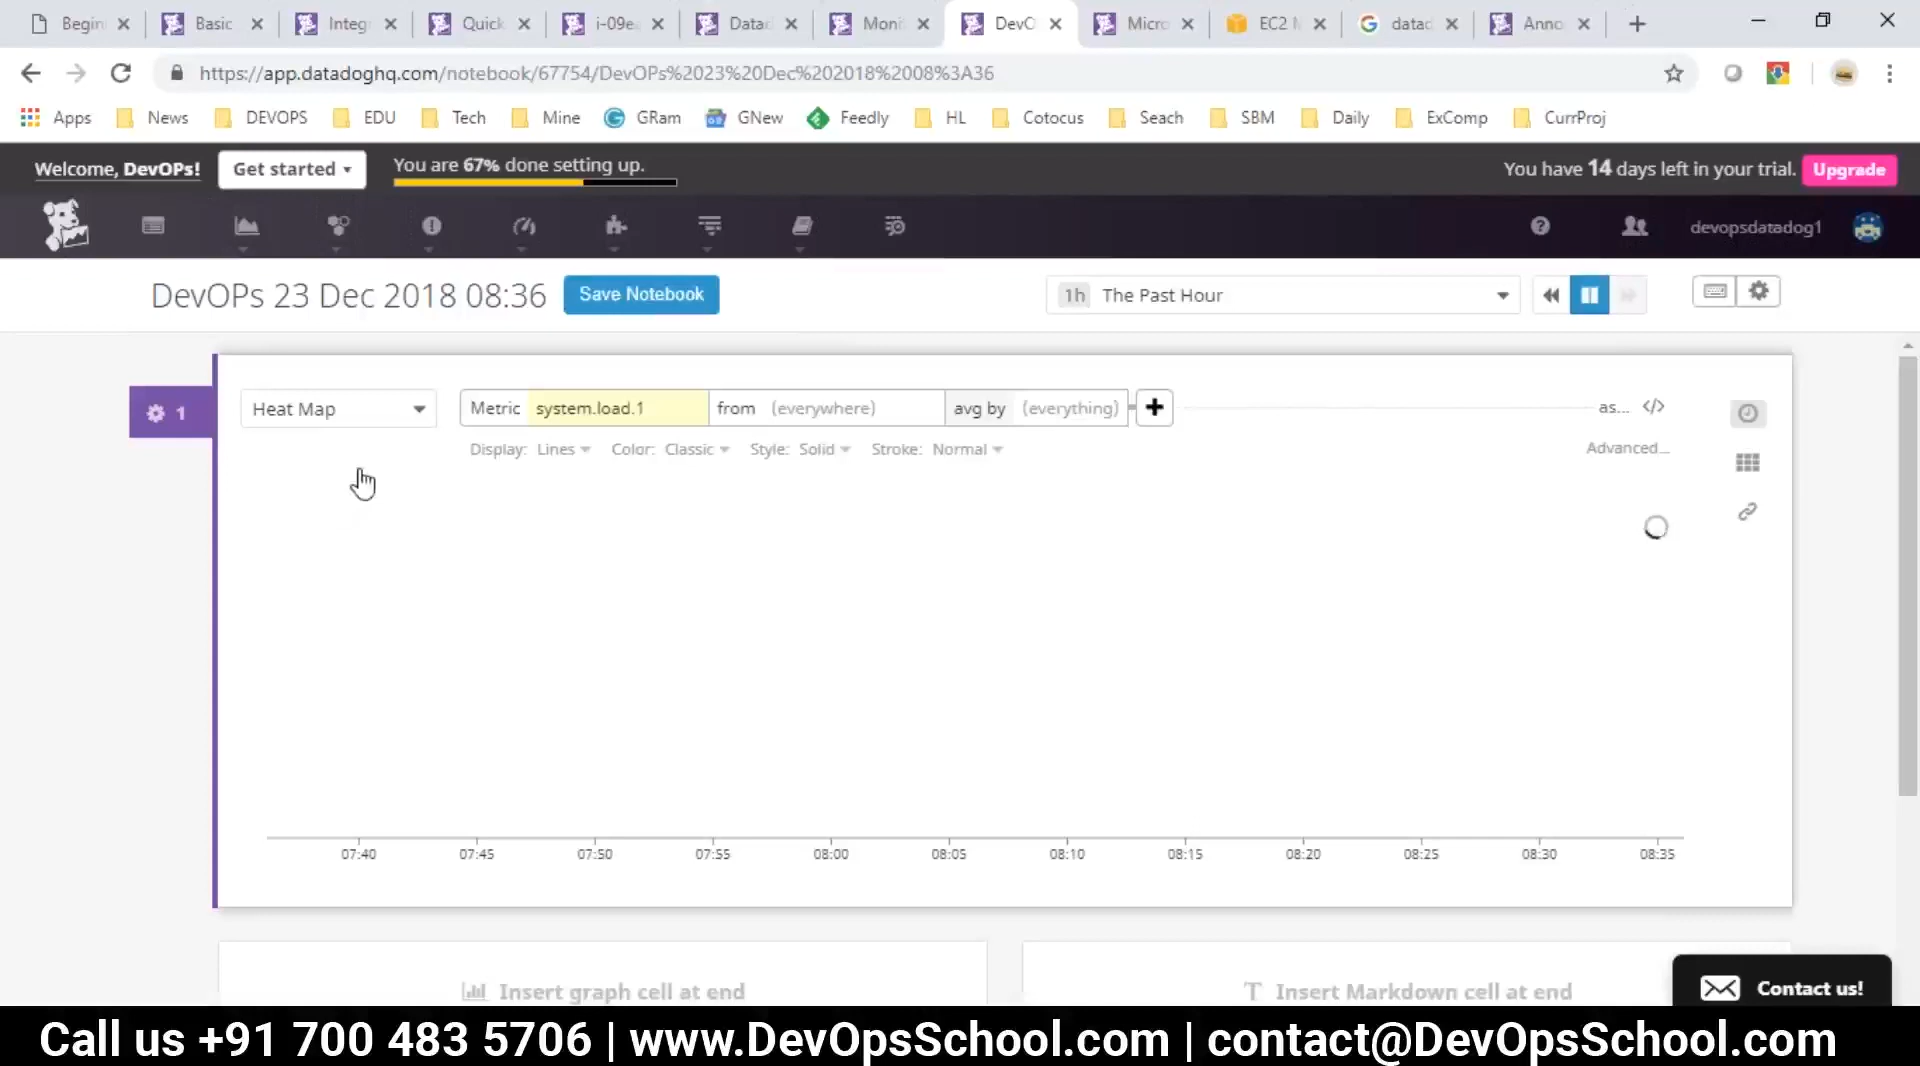 Begin Basic Integ Quick i-09e Datad Monit DevO Micro EC2 M datad Anno
https://app.datadoghq.com/notebook/67754/DevOPs%2023%20Dec%202018%2008%3A36
Apps News DEVOPS EDU Tech Mine GRam GNew Feedly HL Cotocus Seach SBM Daily ExComp CurrProj
Welcome, DevOPs! Get started You are 67% done setting up. You have 14 days left in your trial. Upgrade
devopsdatadog1
DevOPs 23 Dec 2018 08:36 Save Notebook 1h The Past Hour
1 Heat Map Metric system.load.1 from (everywhere) avg by (everything) + as... </>
Display: Lines Color: Classic Style: Solid Stroke: Normal Advanced...
07:40 07:45 07:50 07:55 08:00 08:05 08:10 08:15 08:20 08:25 08:30 08:35
Insert graph cell at end T Insert Markdown cell at end Contact us!
Call us +91 700 483 5706 | www.DevOpsSchool.com | contact@DevOpsSchool.com